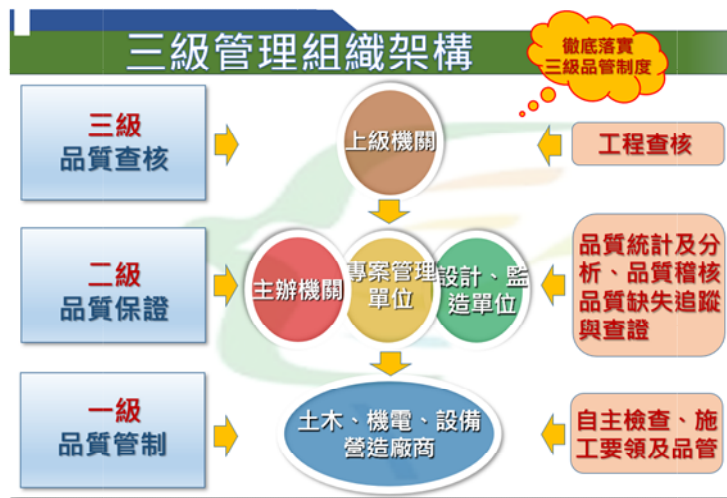 三級管理組織架構
徹底落實
三級品管制度
三級
品質查核
上級機關
工程查核
二級
品質保證
主辦機關
專案管理
單位
設計、監
造單位
品質統計及分
析、品質稽核
品質缺失追蹤
與查證
一級
品質管制
土木、機電、設備
營造廠商
自主檢查、施
工要領及品管